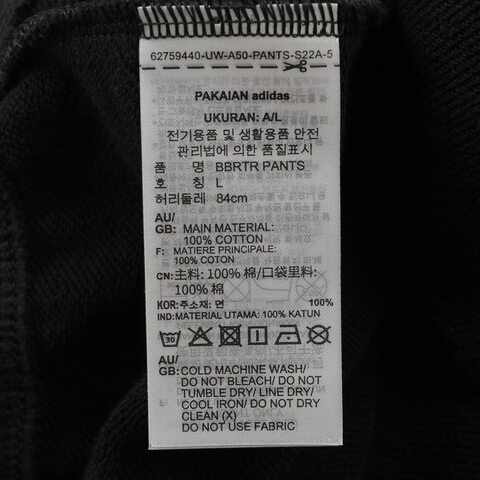 62759440-UW-A50-PANTS-S22A-5
PAKAIAN adidas
UKURAN: A/L
전기용품 및 생활용품 안전
관리법에 의한 품질표시
품 명 BBRTR PANTS
호 칭 L
허리둘레 84cm
AU/
GB: MAIN MATERIAL:
100% COTTON
F: MATIERE PRINCIPALE:
100% COTON
CN: 主料: 100% 棉/口袋里料:
100% 棉
KOR:주소재: 면 100%
IND:MATERIAL UTAMA: 100% KATUN
30
AU/
GB:COLD MACHINE WASH/
DO NOT BLEACH/ DO NOT
TUMBLE DRY/ LINE DRY/
COOL IRON/ DO NOT DRY
CLEAN (X)
DO NOT USE FABRIC